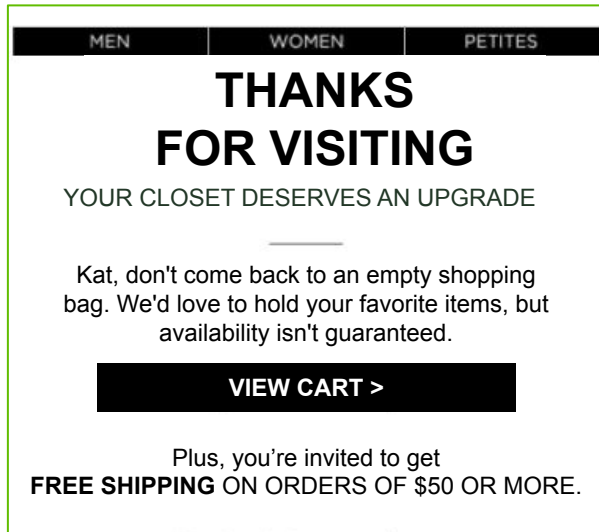 MEN WOMEN PETITES
THANKS
FOR VISITING
YOUR CLOSET DESERVES AN UPGRADE
Kat, don't come back to an empty shopping
bag. We'd love to hold your favorite items, but
availability isn't guaranteed.
VIEW CART >
Plus, you’re invited to get
FREE SHIPPING ON ORDERS OF $50 OR MORE.